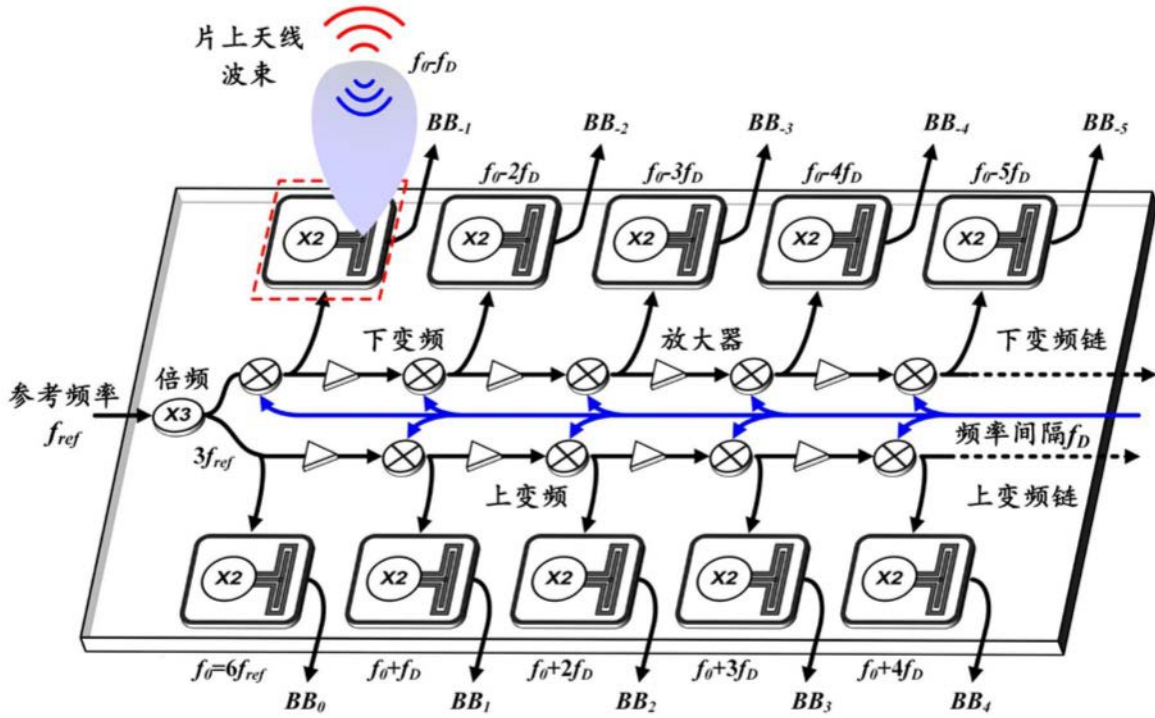 片上天线
波束
f0-fD
BB-1
BB-2
BB-3
BB-4
BB-5
f0-2fD
f0-3fD
f0-4fD
f0-5fD
X2
X2
X2
X2
X2
下变频
放大器
下变频链
参考频率
fref
倍频
X3
3fref
频率间隔fD
上变频
上变频链
X2
X2
X2
X2
X2
f0=6fref
f0+fD
f0+2fD
f0+3fD
f0+4fD
BB0
BB1
BB2
BB3
BB4